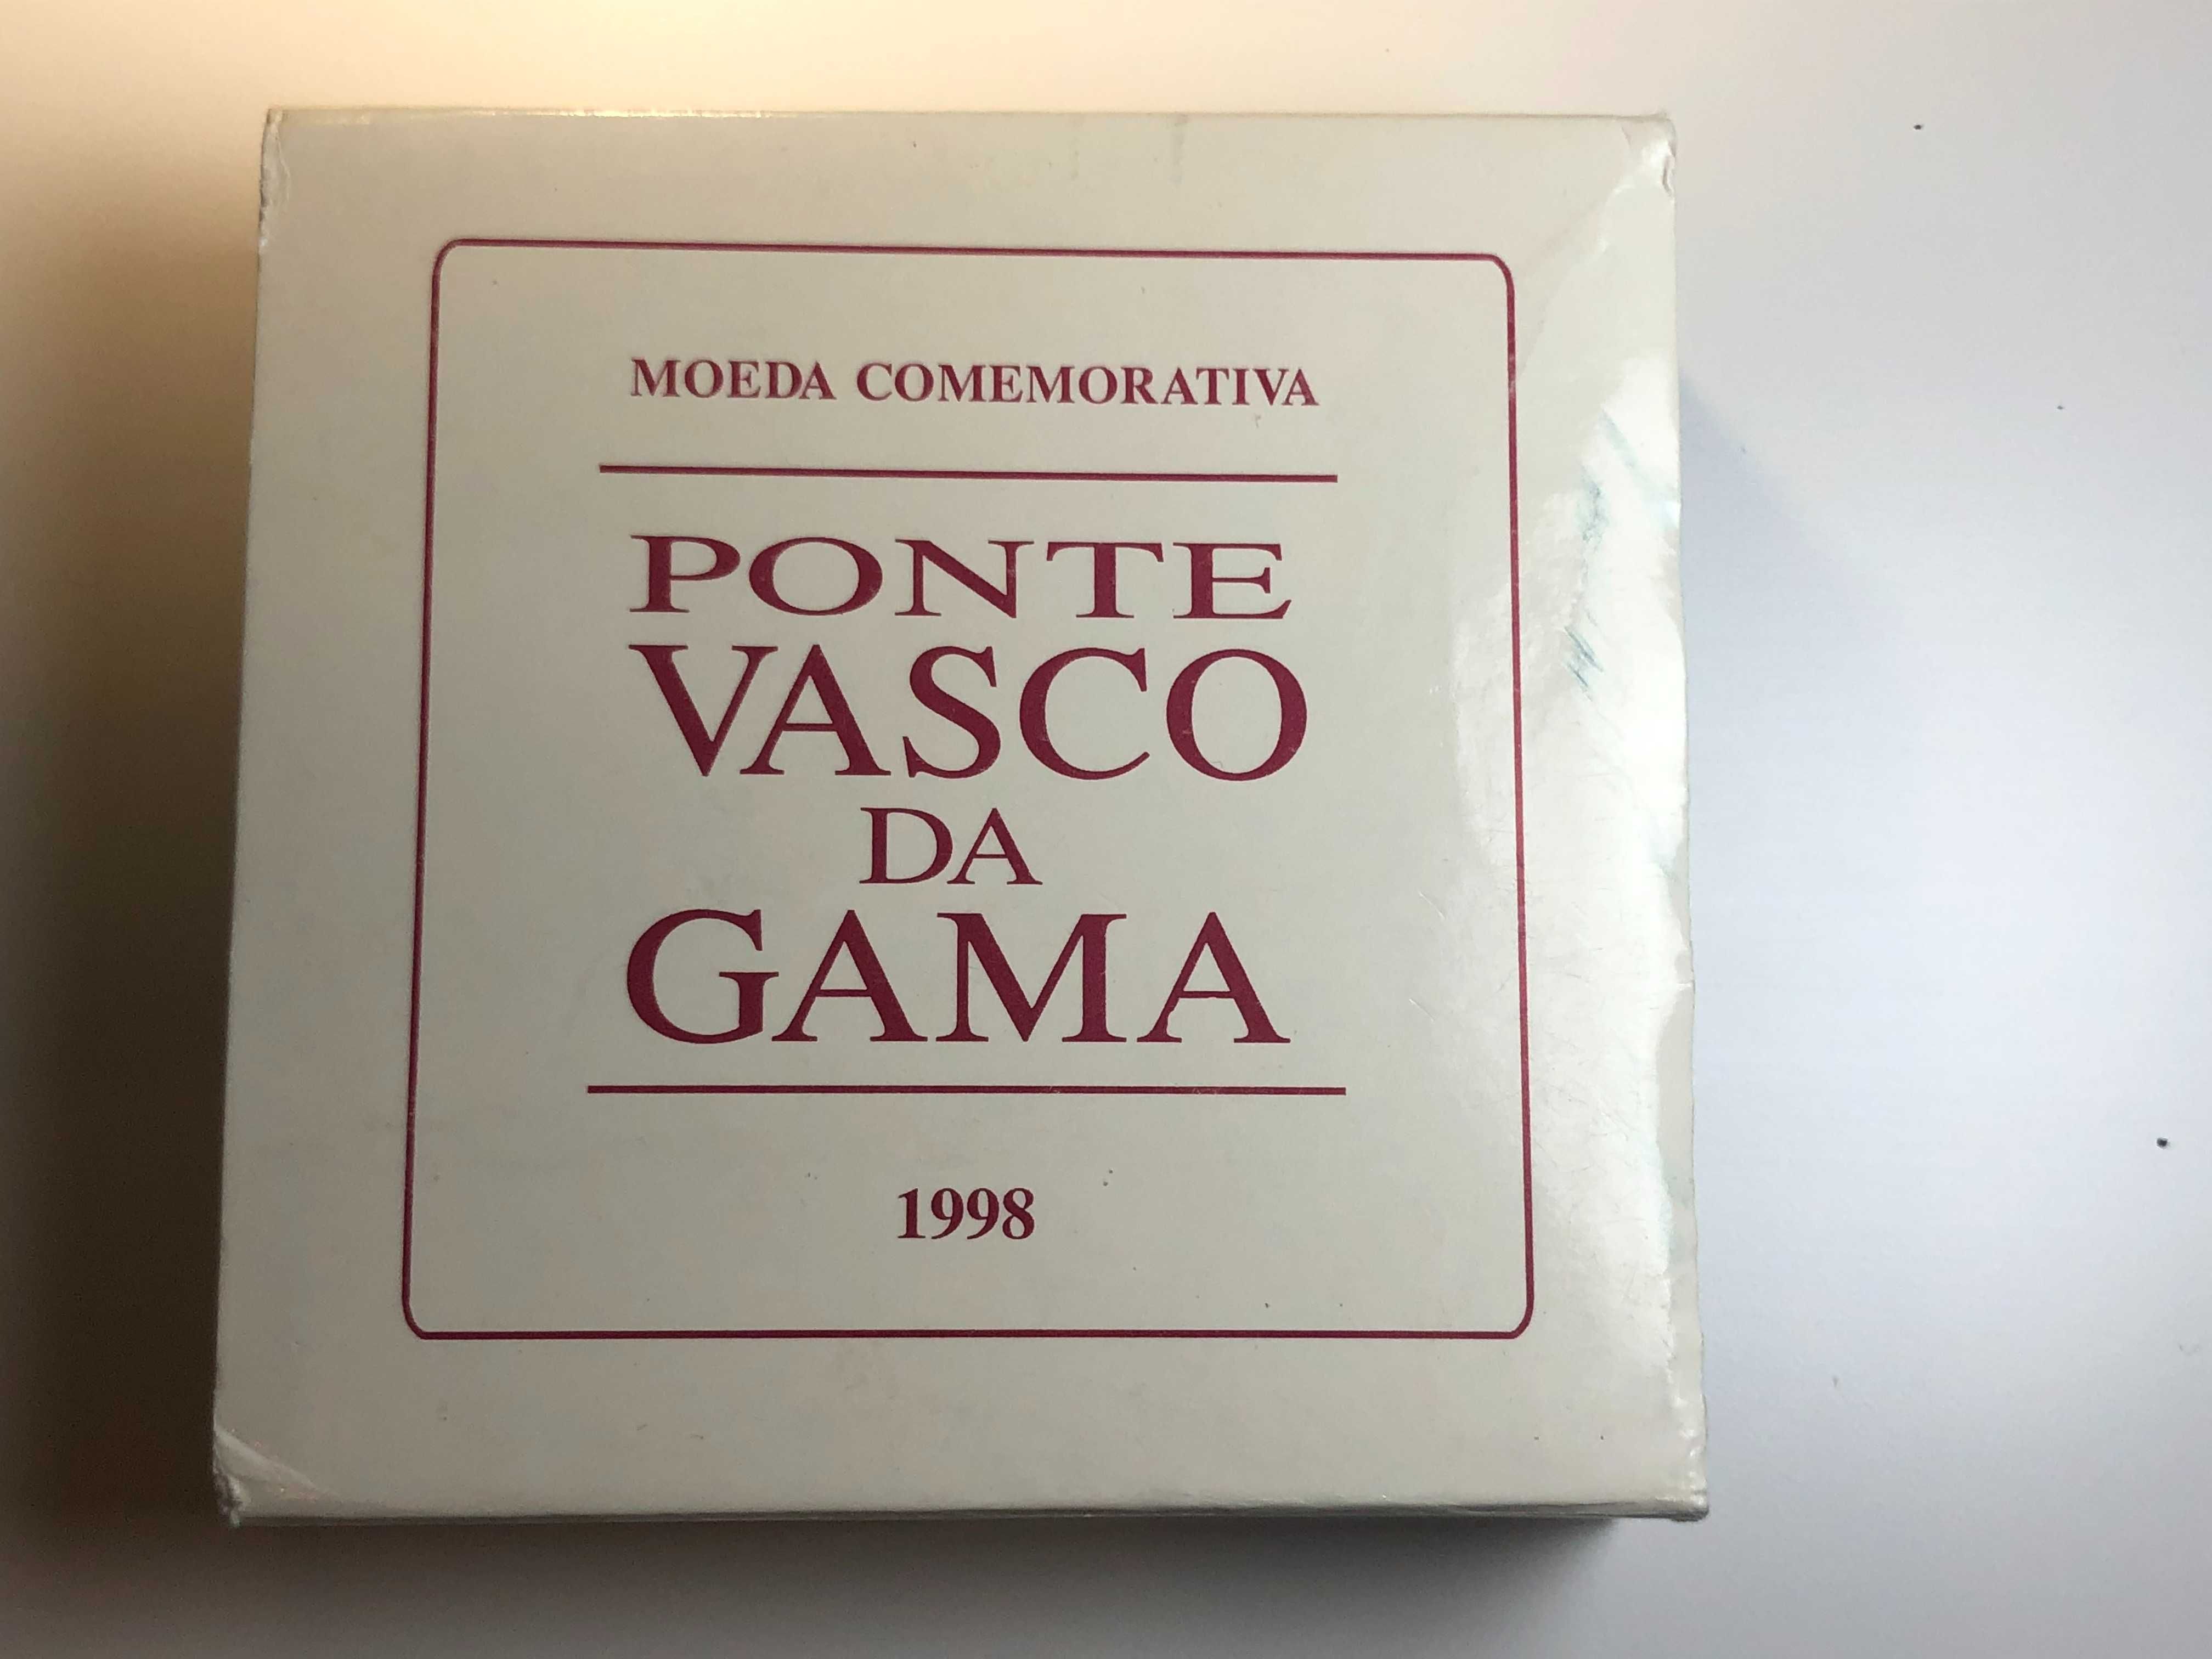 MOEDA COMEMORATIVA
PONTE
VASCO
DA
GAMA
1998